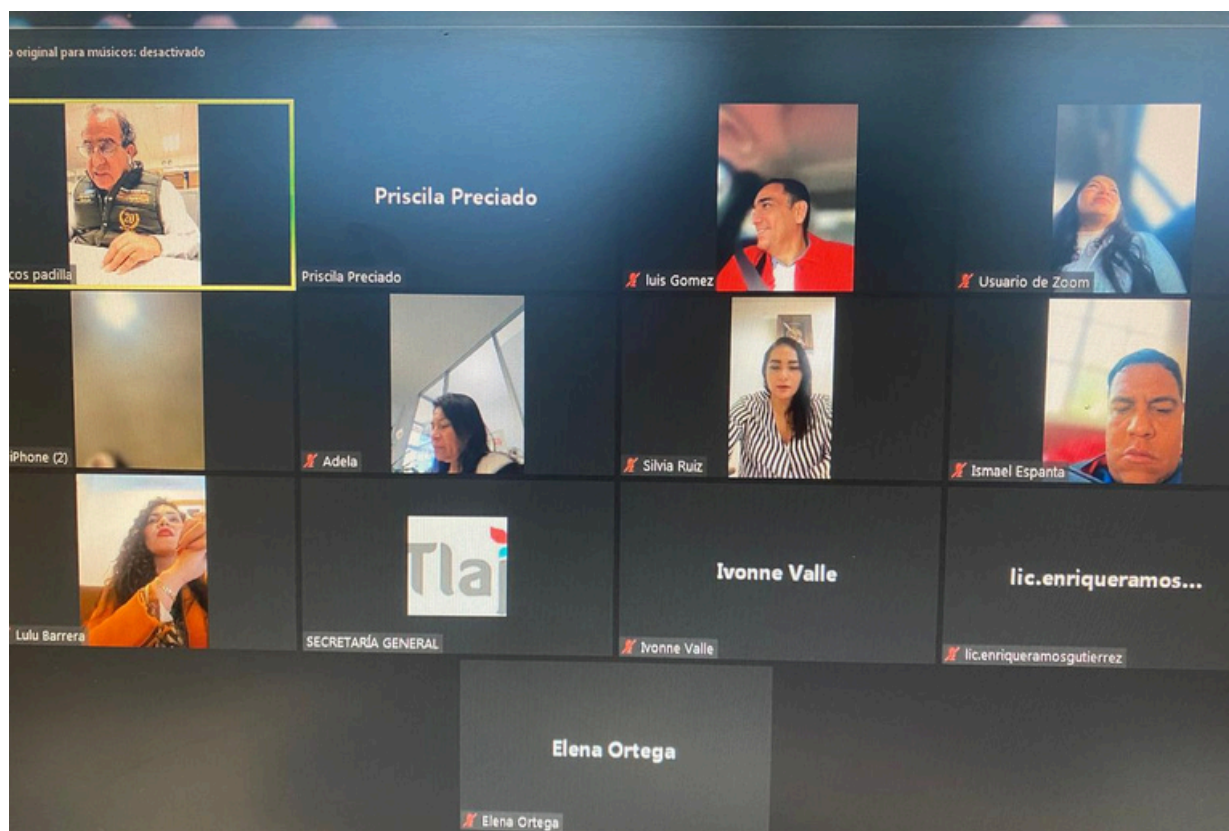 o original para músicos: desactivado
cos padilla
Priscila Preciado
Priscila Preciado
luis Gomez
Usuario de Zoom
iPhone (2)
Adela
Silvia Ruiz
Ismael Espanta
Lulu Barrera
Tlaj
SECRETARÍA GENERAL
Ivonne Valle
Ivonne Valle
lic.enriqueramos...
lic.enriqueramosgutierrez
Elena Ortega
Elena Ortega